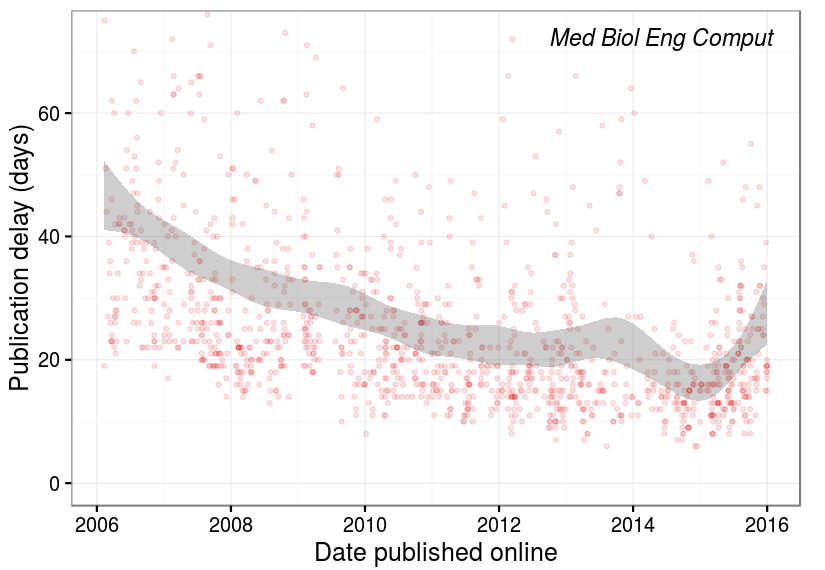 Med Biol Eng Comput
Publication delay (days)
60
40
20
0
2006 2008 2010 2012 2014 2016
Date published online